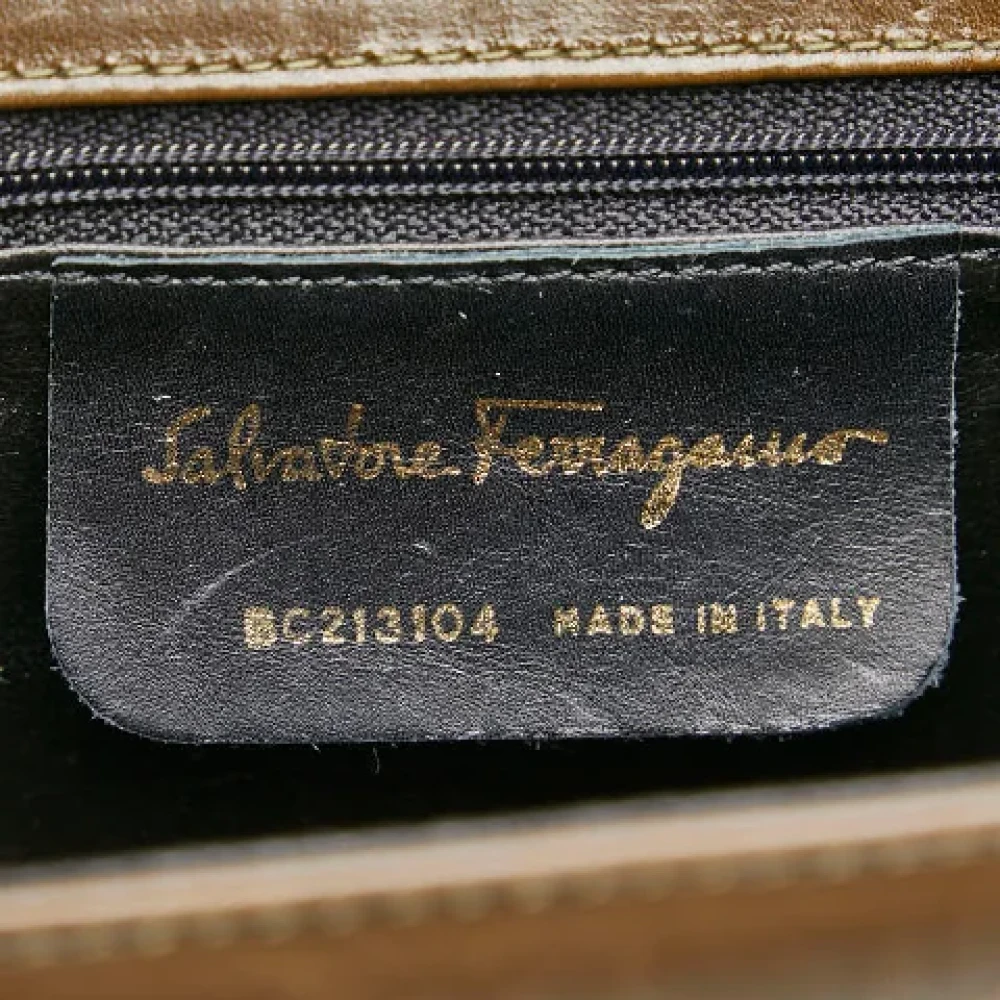 Salvatore Ferragamo
BC213104 MADE IN ITALY